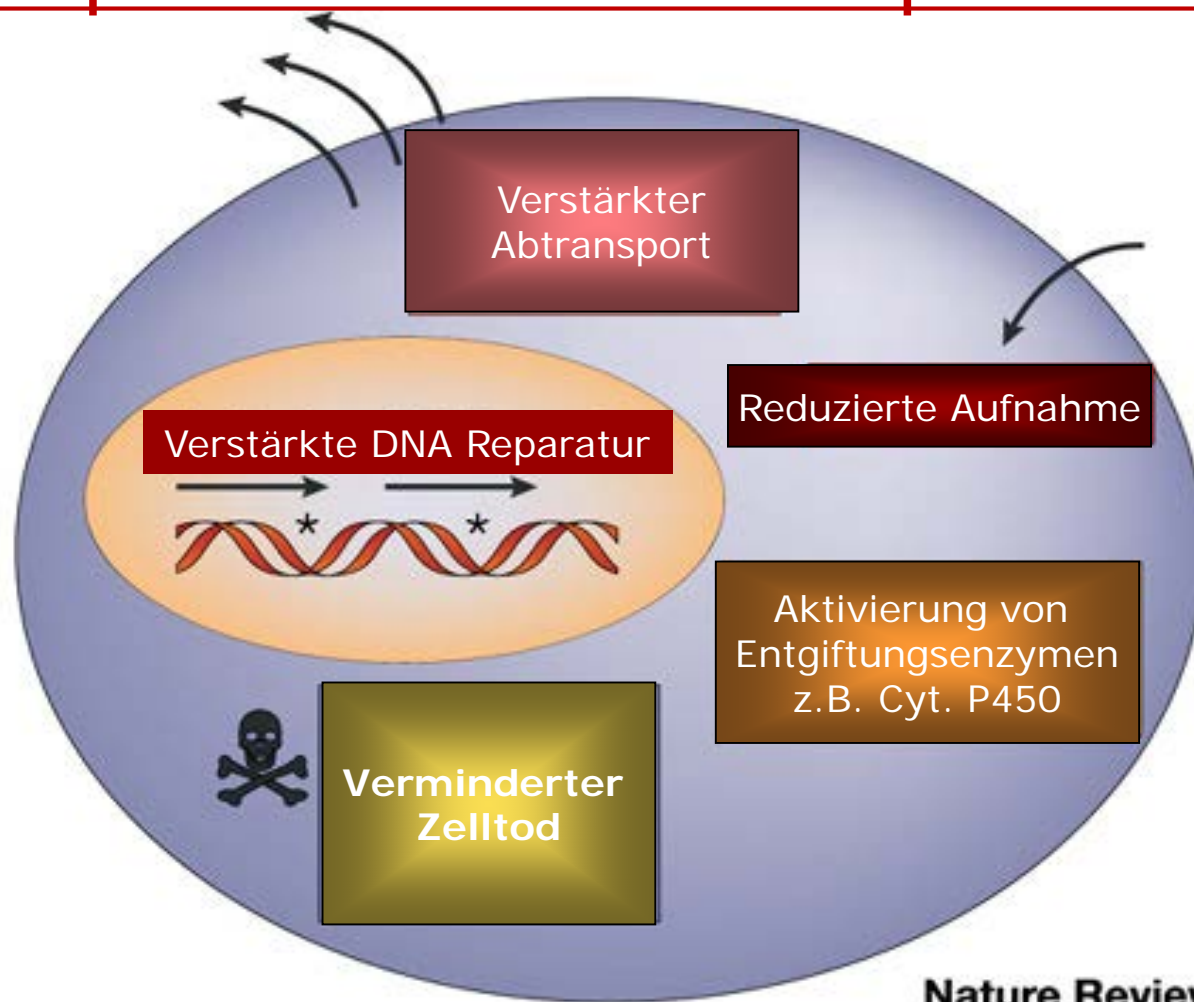 Verstärkter
Abtransport
Reduzierte Aufnahme
Verstärkte DNA Reparatur
* *
Aktivierung von
Entgiftungsenzymen
z.B. Cyt. P450
Verminderter
Zelltod
Nature Review